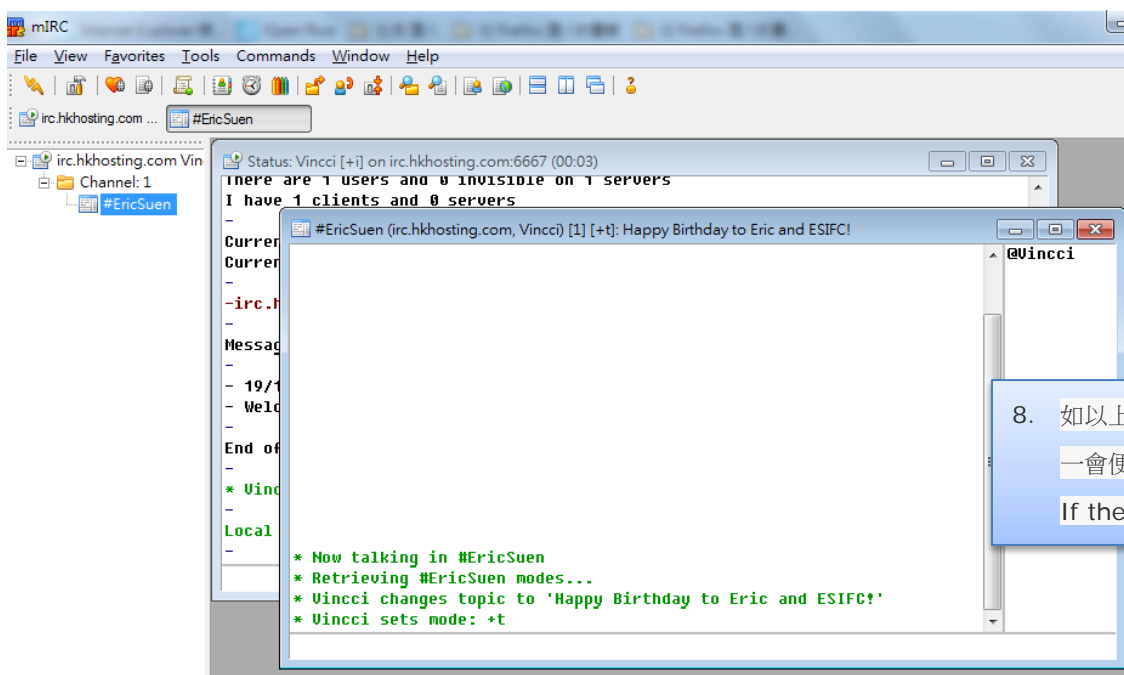 mIRC
File View Favorites Tools Commands Window Help
irc.hkhosting.com ... #EricSuen
irc.hkhosting.com Vin
Channel: 1
#EricSuen
Status: Vincci [+i] on irc.hkhosting.com:6667 (00:03)
There are 1 users and 0 invisible on 1 servers
I have 1 clients and 0 servers
-
Curren
Curren
-
-irc.h
-
Messag
-
- 19/1
- Welc
-
End of
-
* Vinc
-
Local
-
#EricSuen (irc.hkhosting.com, Vincci) [1] [+t]: Happy Birthday to Eric and ESIFC!
@Vincci
* Now talking in #EricSuen
* Retrieving #EricSuen modes...
* Vincci changes topic to 'Happy Birthday to Eric and ESIFC!'
* Vincci sets mode: +t
8. 如以上
一會便
If the